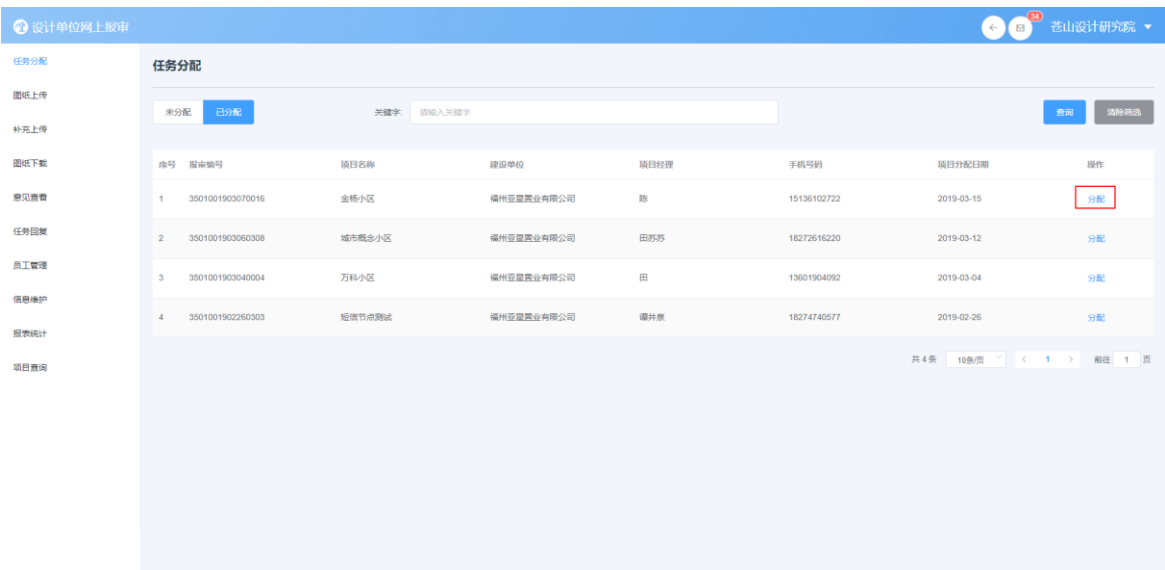 设计单位网上报审
34
苍山设计研究院
任务分配
图纸上传
补充上传
图纸下载
意见查看
任务回复
员工管理
信息维护
报表统计
项目查询
任务分配
未分配 已分配 关键字: 请输入关键字 查询 清除筛选
序号 报审编号 项目名称 建设单位 项目经理 手机号码 项目分配日期 操作
1 3501001903070016 金杨小区 福州亚星置业有限公司 陈 15136102722 2019-03-15 分配
2 3501001903060308 城市概念小区 福州亚星置业有限公司 田苏苏 18272616220 2019-03-12 分配
3 3501001903040004 万科小区 福州亚星置业有限公司 田 13601904092 2019-03-04 分配
4 3501001902260303 短信节点测试 福州亚星置业有限公司 谭井泉 18274740577 2019-02-26 分配
共 4 条 10条/页 < 1 > 前往 1 页